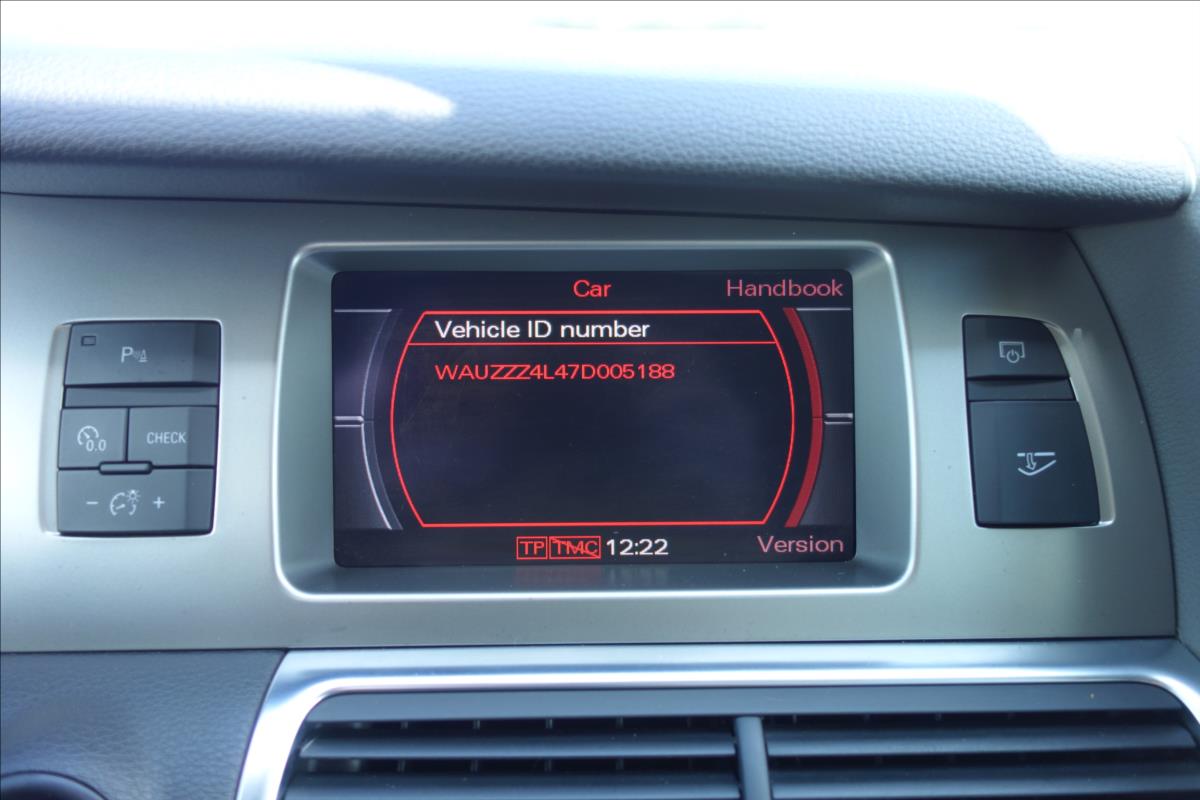 Car
Handbook
Vehicle ID number
WAUZZZ4L47D005188
P
0.0
CHECK
- +
TP TMC 12:22
Version